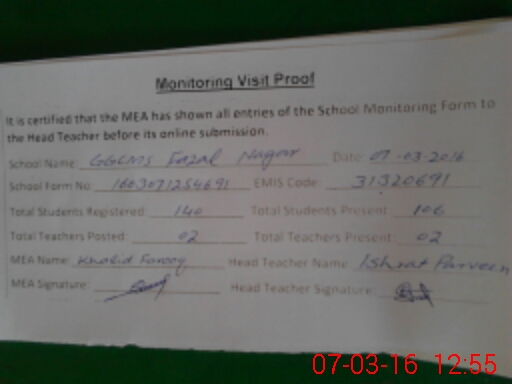 Monitoring Visit Proof
It is certified that the MEA has shown all entries of the School Monitoring Form to
the Head Teacher before its online submission.
School Name: GGCMS Fazal Nagar Date: 07-03-2016
School Form No: 1603071254691 EMIS Code: 31320691
Total Students Registered: 140 Total Students Present 106
Total Teachers Posted: 02 Total Teachers Present 02
MEA Name: Khalid Farooq Head Teacher Name: Ishrat Parveen
MEA Signature: Head Teacher Signature:
07-03-16 12:55